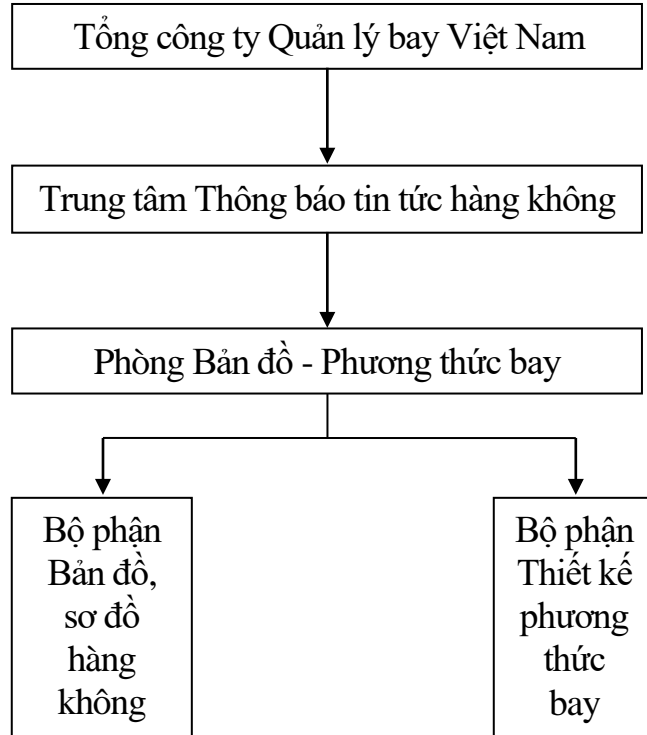 Tổng công ty Quản lý bay Việt Nam
Trung tâm Thông báo tin tức hàng không
Phòng Bản đồ - Phương thức bay
Bộ phận
Bản đồ,
sơ đồ
hàng
không
Bộ phận
Thiết kế
phương
thức
bay